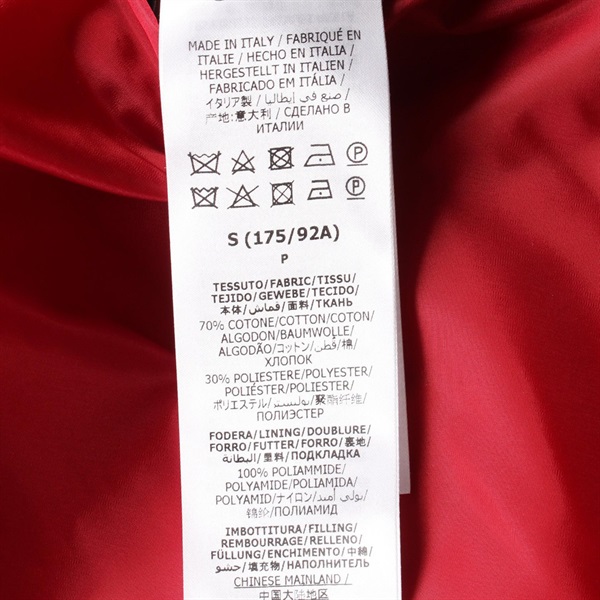 MADE IN ITALY / FABRIQUÉ EN
ITALIE / HECHO EN ITALIA /
HERGESTELLT IN ITALIEN /
FABRICADO EM ITÁLIA /
イタリア製 / صنع في إيطاليا /
产地:意大利 / СДЕЛАНО В
ИТАЛИИ
P
P
S (175/92A)
P
TESSUTO/FABRIC/TISSU/
TEJIDO/GEWEBE/TECIDO/
本体/قماش/面料/ТКАНЬ
70% COTONE/COTTON/COTON/
ALGODON/BAUMWOLLE/
ALGODÃO/コットン/قطن/棉/
ХЛОПОК
30% POLIESTERE/POLYESTER/
POLIÉSTER/POLYESTER/
ポリエステル/بوليستر/聚酯纤维/
ПОЛИЭСТЕР
FODERA/LINING/DOUBLURE/
FORRO/FUTTER/FORRO/裏地/
البطانة/里料/ПОДКЛАДКА
100% POLIAMMIDE/
POLYAMIDE/POLIAMIDA/
POLYAMID/ナイロン/بولي أميد/
锦纶/ПОЛИАМИД
IMBOTTITURA/FILLING/
REMBOURRAGE/RELLENO/
FÜLLUNG/ENCHIMENTO/中綿/
حشو/填充物/НАПОЛНИТЕЛЬ
CHINESE MAINLAND /
中国大陆/NEL